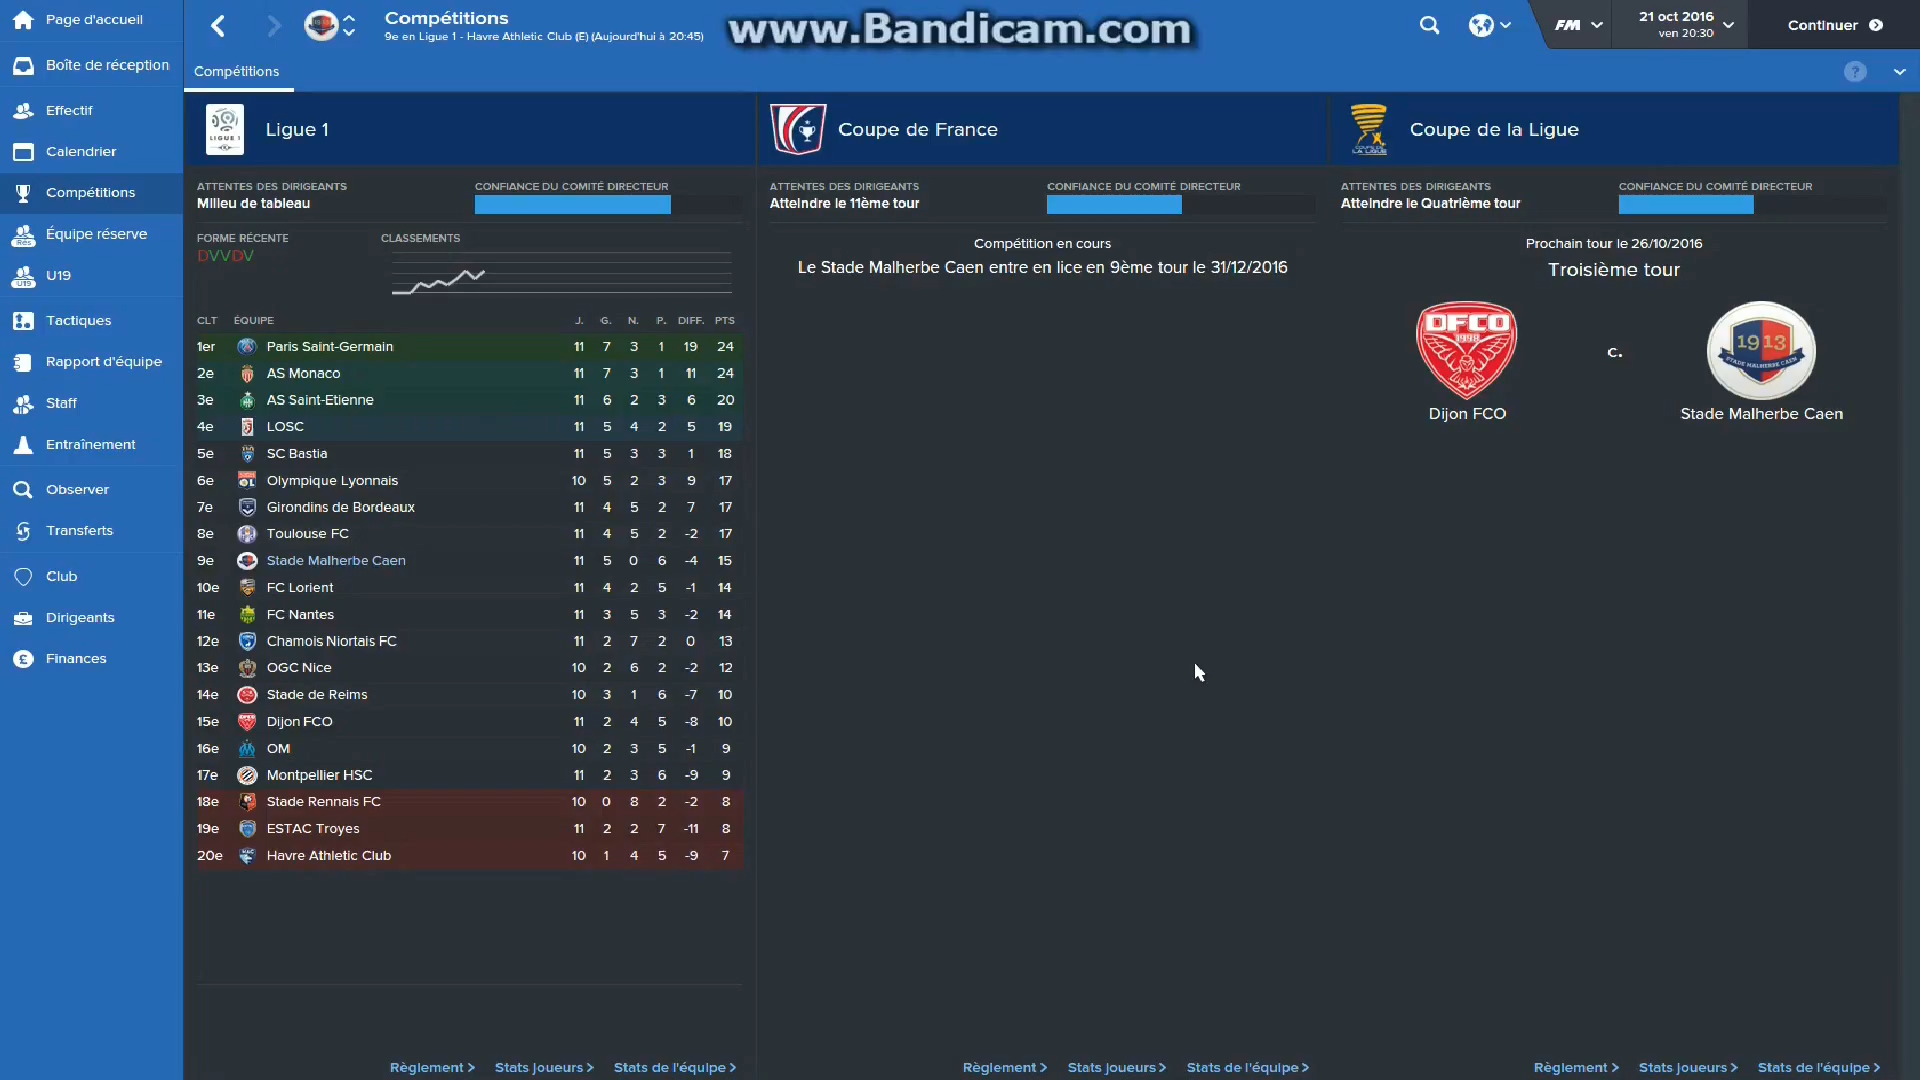 Page d'accueil
Boîte de réception
Effectif
Calendrier
Compétitions
Équipe réserve
U19
Tactiques
Rapport d'équipe
Staff
Entraînement
Observer
Transferts
Club
Dirigeants
Finances
Compétitions
9e en Ligue 1 - Havre Athletic Club (E) (Aujourd'hui à 20:45)
www.Bandicam.com
FM
21 oct 2016
ven 20:30
Continuer
Compétitions
?
Ligue 1
ATTENTES DES DIRIGEANTS
Milieu de tableau
CONFIANCE DU COMITÉ DIRECTEUR
FORME RÉCENTE
DVVDV
CLASSEMENTS
CLT ÉQUIPE J. G. N. P. DIFF. PTS
1er Paris Saint-Germain 11 7 3 1 19 24
2e AS Monaco 11 7 3 1 11 24
3e AS Saint-Etienne 11 6 2 3 6 20
4e LOSC 11 5 4 2 5 19
5e SC Bastia 11 5 3 3 1 18
6e Olympique Lyonnais 10 5 2 3 9 17
7e Girondins de Bordeaux 11 4 5 2 7 17
8e Toulouse FC 11 4 5 2 -2 17
9e Stade Malherbe Caen 11 5 0 6 -4 15
10e FC Lorient 11 4 2 5 -1 14
11e FC Nantes 11 3 5 3 -2 14
12e Chamois Niortais FC 11 2 7 2 0 13
13e OGC Nice 10 2 6 2 -2 12
14e Stade de Reims 10 3 1 6 -7 10
15e Dijon FCO 11 2 4 5 -8 10
16e OM 10 2 3 5 -1 9
17e Montpellier HSC 11 2 3 6 -9 9
18e Stade Rennais FC 10 0 8 2 -2 8
19e ESTAC Troyes 11 2 2 7 -11 8
20e Havre Athletic Club 10 1 4 5 -9 7
Règlement > Stats joueurs > Stats de l'équipe >
Coupe de France
ATTENTES DES DIRIGEANTS
Atteindre le 11ème tour
CONFIANCE DU COMITÉ DIRECTEUR
Compétition en cours
Le Stade Malherbe Caen entre en lice en 9ème tour le 31/12/2016
Règlement > Stats joueurs > Stats de l'équipe >
Coupe de la Ligue
ATTENTES DES DIRIGEANTS
Atteindre le Quatrième tour
CONFIANCE DU COMITÉ DIRECTEUR
Prochain tour le 26/10/2016
Troisième tour
DFCO
1998
c.
1913
STADE MALHERBE CAEN
Dijon FCO
Stade Malherbe Caen
Règlement > Stats joueurs > Stats de l'équipe >